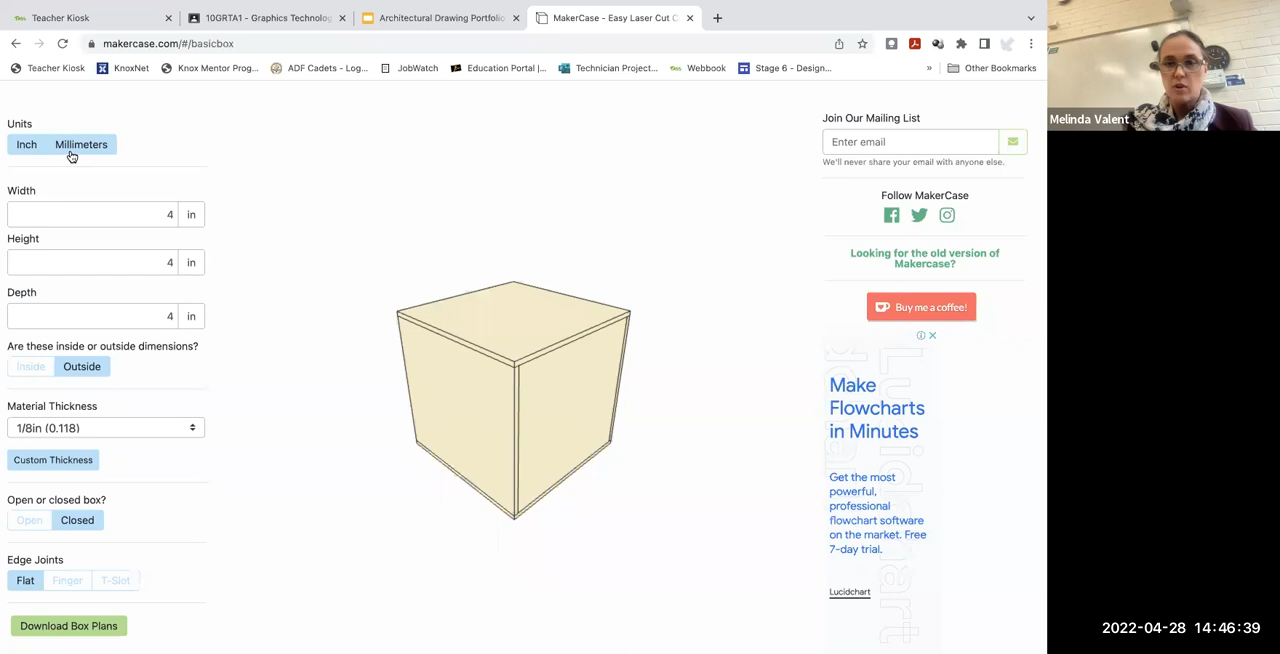 Teacher Kiosk
10GRTA1 - Graphics Technolog
Architectural Drawing Portfolio
MakerCase - Easy Laser Cut C
makercase.com/#/basicbox
Teacher Kiosk
KnoxNet
Knox Mentor Prog...
ADF Cadets - Log...
JobWatch
Education Portal |...
Technician Project...
Webbook
Stage 6 - Design...
»
Other Bookmarks
Units
Inch Millimeters
Width
4 in
Height
4 in
Depth
4 in
Are these inside or outside dimensions?
Inside Outside
Material Thickness
1/8in (0.118)
Custom Thickness
Open or closed box?
Open Closed
Edge Joints
Flat Finger T-Slot
Download Box Plans
Join Our Mailing List
Enter email
We'll never share your email with anyone else.
Follow MakerCase
Looking for the old version of
Makercase?
Buy me a coffee!
Make
Flowcharts
in Minutes
Get the most
powerful,
professional
flowchart software
on the market. Free
7-day trial.
Lucidchart
Melinda Valent
2022-04-28 14:46:39